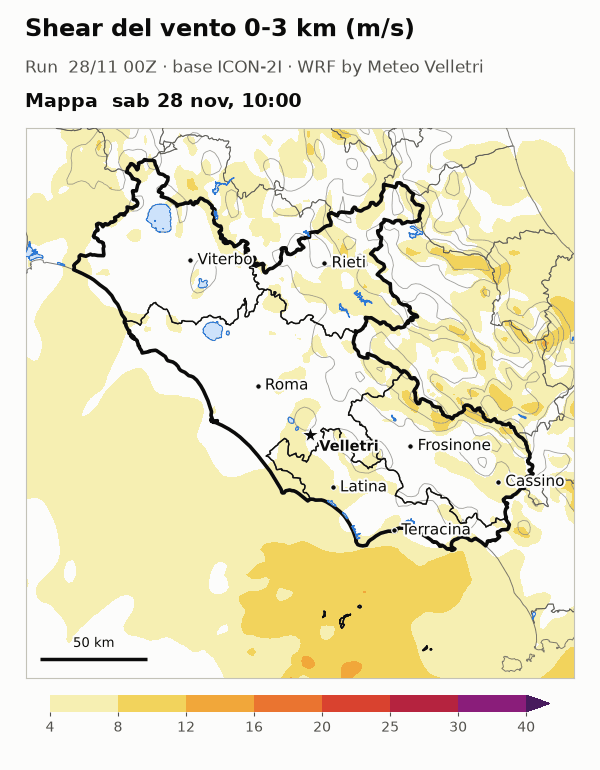 Shear del vento 0-3 km (m/s)
Run  28/11 00Z · base ICON-2I · WRF by Meteo Velletri
Mappa  sab 28 nov, 10:00
Viterbo
Rieti
Roma
Velletri
Frosinone
Latina
Cassino
Terracina
50 km
4 8 12 16 20 25 30 40